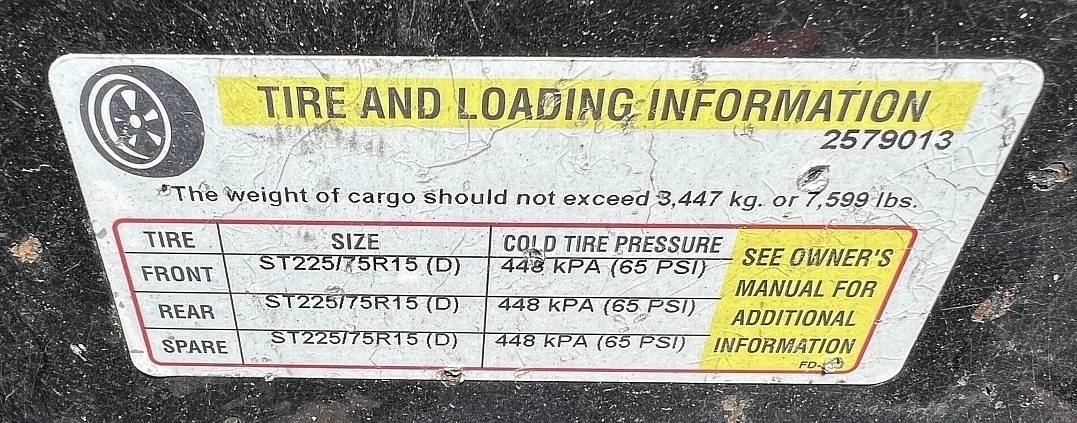 TIRE AND LOADING INFORMATION
2579013
The weight of cargo should not exceed 3,447 kg. or 7,599 lbs.
TIRE SIZE COLD TIRE PRESSURE
FRONT ST225/75R15 (D) 448 kPA (65 PSI)
REAR ST225/75R15 (D) 448 kPA (65 PSI)
SPARE ST225/75R15 (D) 448 kPA (65 PSI)
SEE OWNER'S
MANUAL FOR
ADDITIONAL
INFORMATION